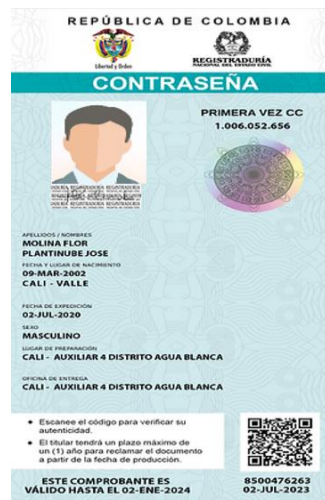 REPÚBLICA DE COLOMBIA
Libertad y Orden
REGISTRADURÍA
NACIONAL DEL ESTADO CIVIL
CONTRASEÑA
PRIMERA VEZ CC
1.006.052.656
APELLIDOS / NOMBRES
MOLINA FLOR
PLANTINUBE JOSE
FECHA Y LUGAR DE NACIMIENTO
09-MAR-2002
CALI - VALLE
FECHA DE EXPEDICIÓN
02-JUL-2020
SEXO
MASCULINO
LUGAR DE PREPARACIÓN
CALI - AUXILIAR 4 DISTRITO AGUA BLANCA
OFICINA DE ENTREGA
CALI - AUXILIAR 4 DISTRITO AGUA BLANCA
• Escanee el código para verificar su
autenticidad.
• El titular tendrá un plazo máximo de
un (1) año para reclamar el documento
a partir de la fecha de producción.
ESTE COMPROBANTE ES
VÁLIDO HASTA EL 02-ENE-2024
8500476263
02-JUL-2023